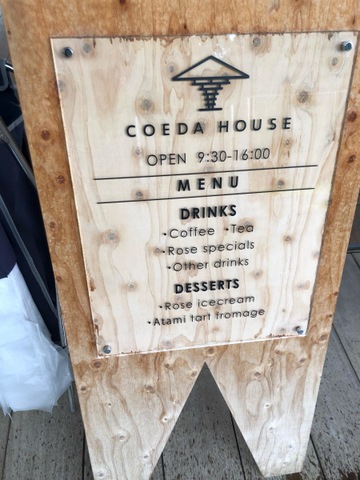 COEDA HOUSE
OPEN 9:30-16:00
MENU
DRINKS
・Coffee ・Tea
・Rose specials
・Other drinks
DESSERTS
・Rose icecream
・Atami tart fromage